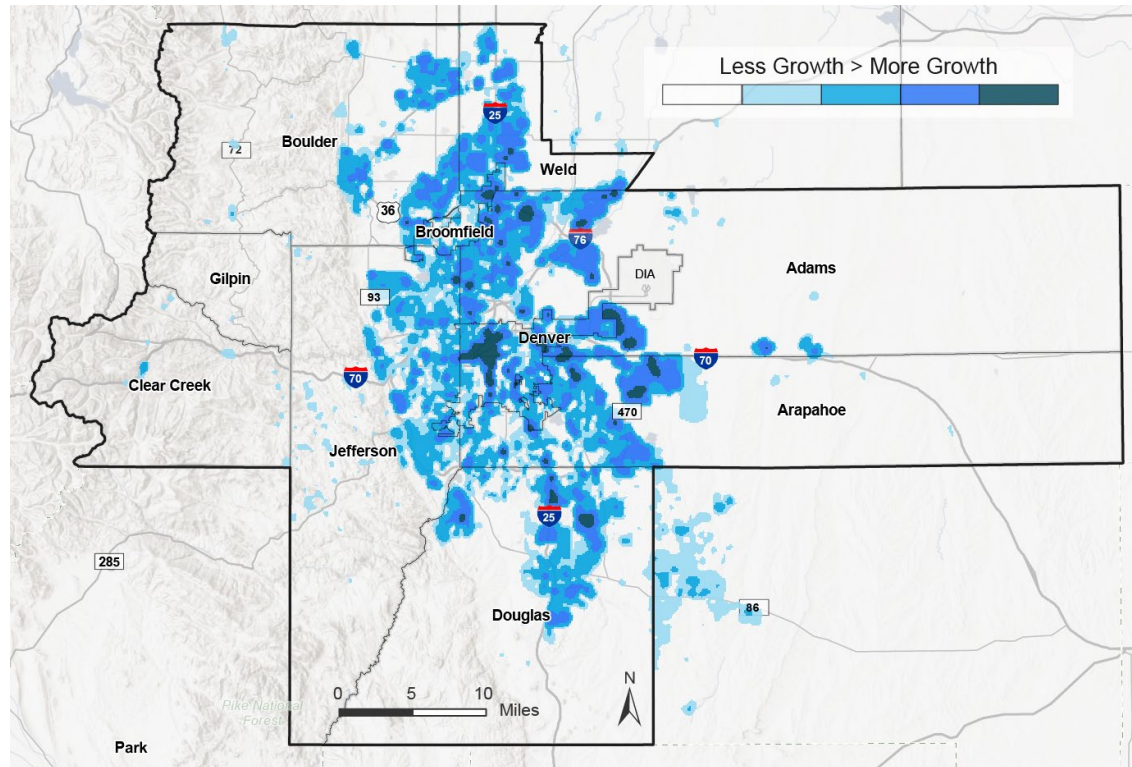 Less Growth > More Growth
25
Boulder
72
Weld
36
Broomfield
76
Adams
DIA
Gilpin
93
Denver
70
70
Clear Creek
470
Arapahoe
Jefferson
25
285
86
Douglas
N
0 5 10
Miles
Pike National
Forest
Park